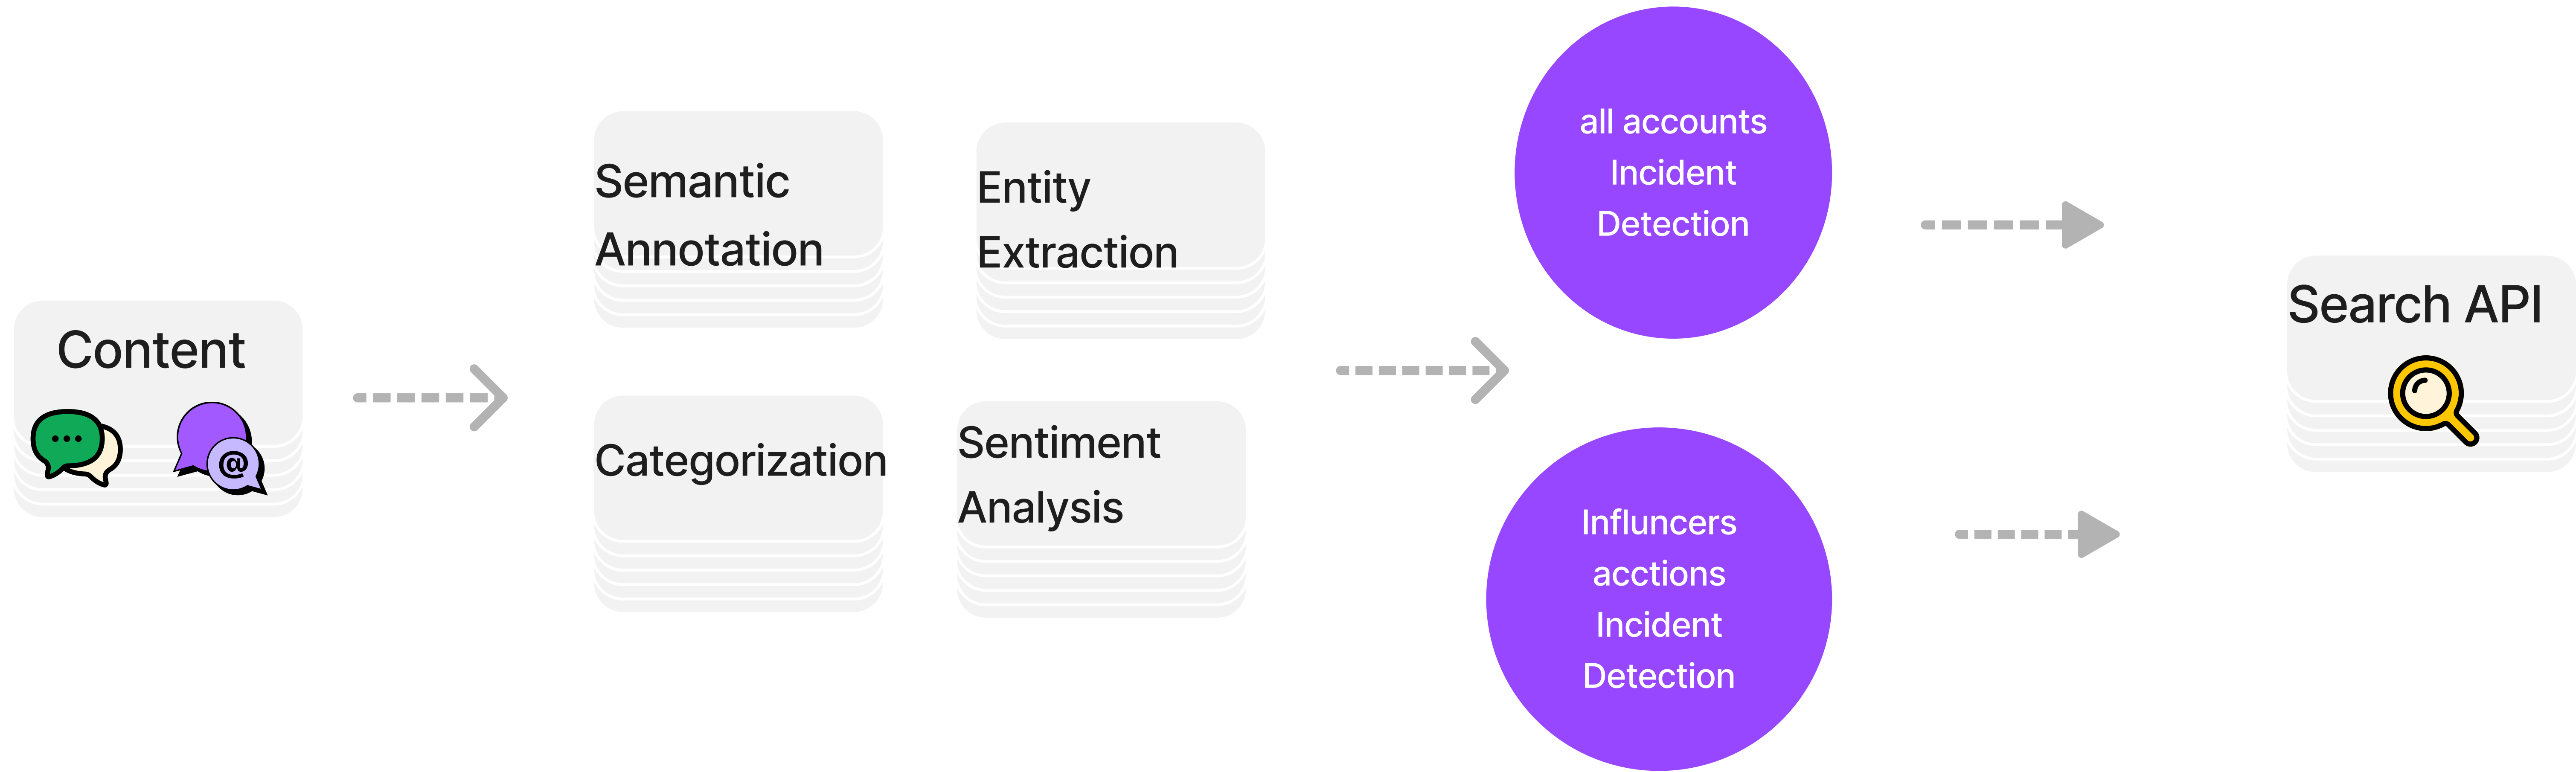 Content
@
Semantic
Annotation
Entity
Extraction
Categorization
Sentiment
Analysis
all accounts
Incident
Detection
Influncers
acctions
Incident
Detection
Search API